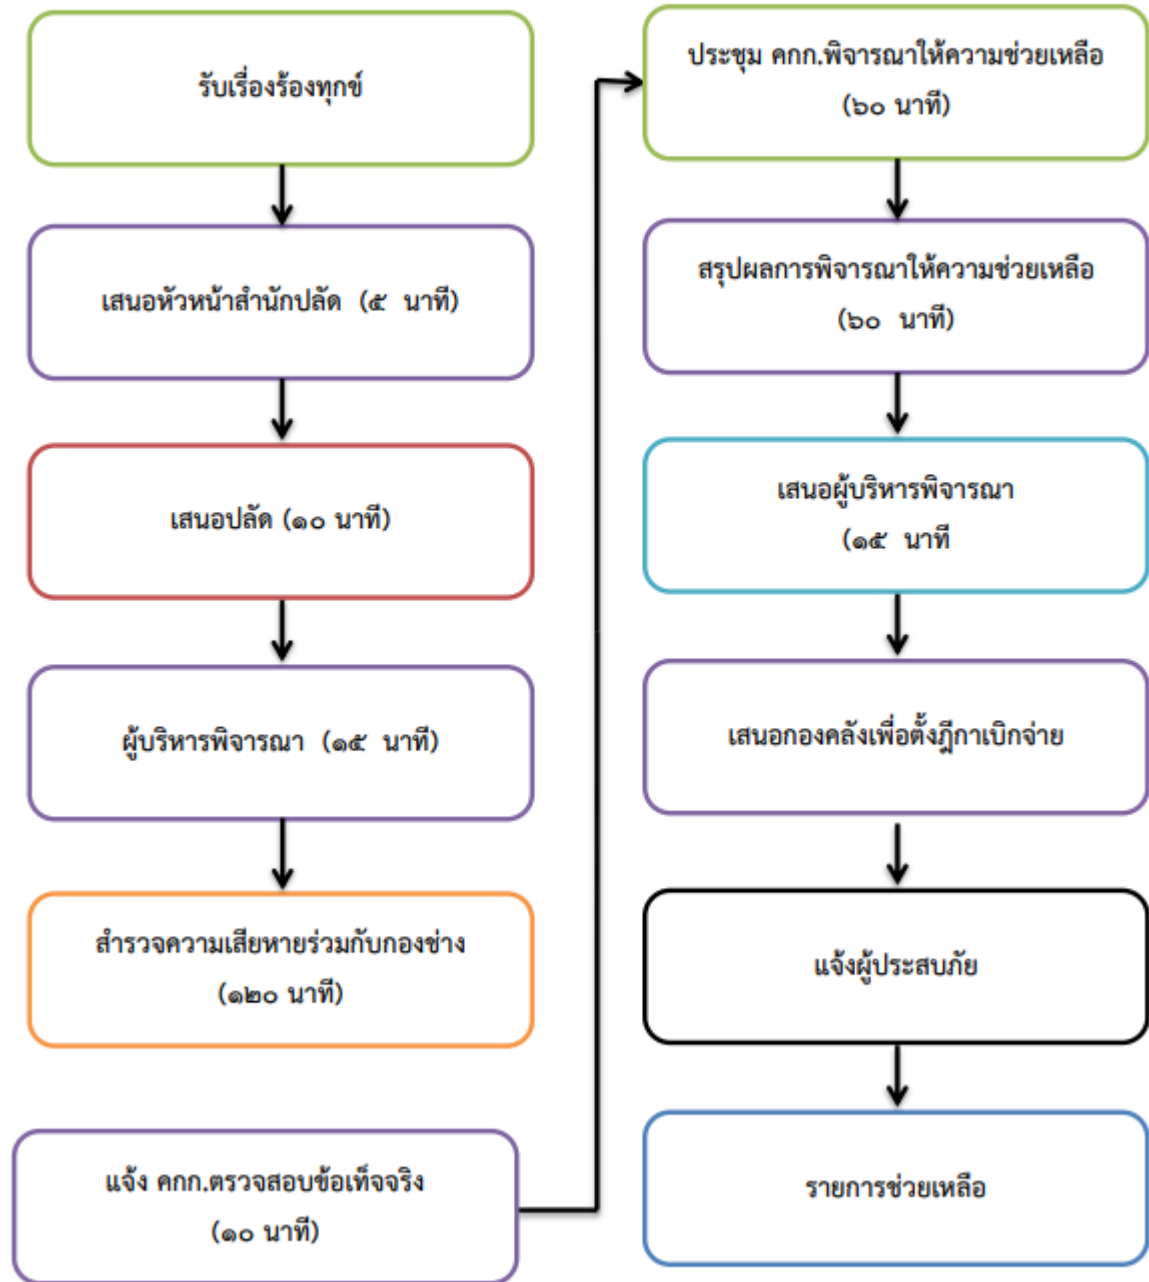 รับเรื่องร้องทุกข์
เสนอหัวหน้าสำนักปลัด (๕ นาที)
เสนอปลัด (๑๐ นาที)
ผู้บริหารพิจารณา (๑๕ นาที)
สำรวจความเสียหายร่วมกับกองช่าง
(๑๒๐ นาที)
แจ้ง คกก.ตรวจสอบข้อเท็จจริง
(๑๐ นาที)
ประชุม คกก.พิจารณาให้ความช่วยเหลือ
(๖๐ นาที)
สรุปผลการพิจารณาให้ความช่วยเหลือ
(๖๐ นาที)
เสนอผู้บริหารพิจารณา
(๑๕ นาที
เสนอกองคลังเพื่อตั้งฎีกาเบิกจ่าย
แจ้งผู้ประสบภัย
รายการช่วยเหลือ